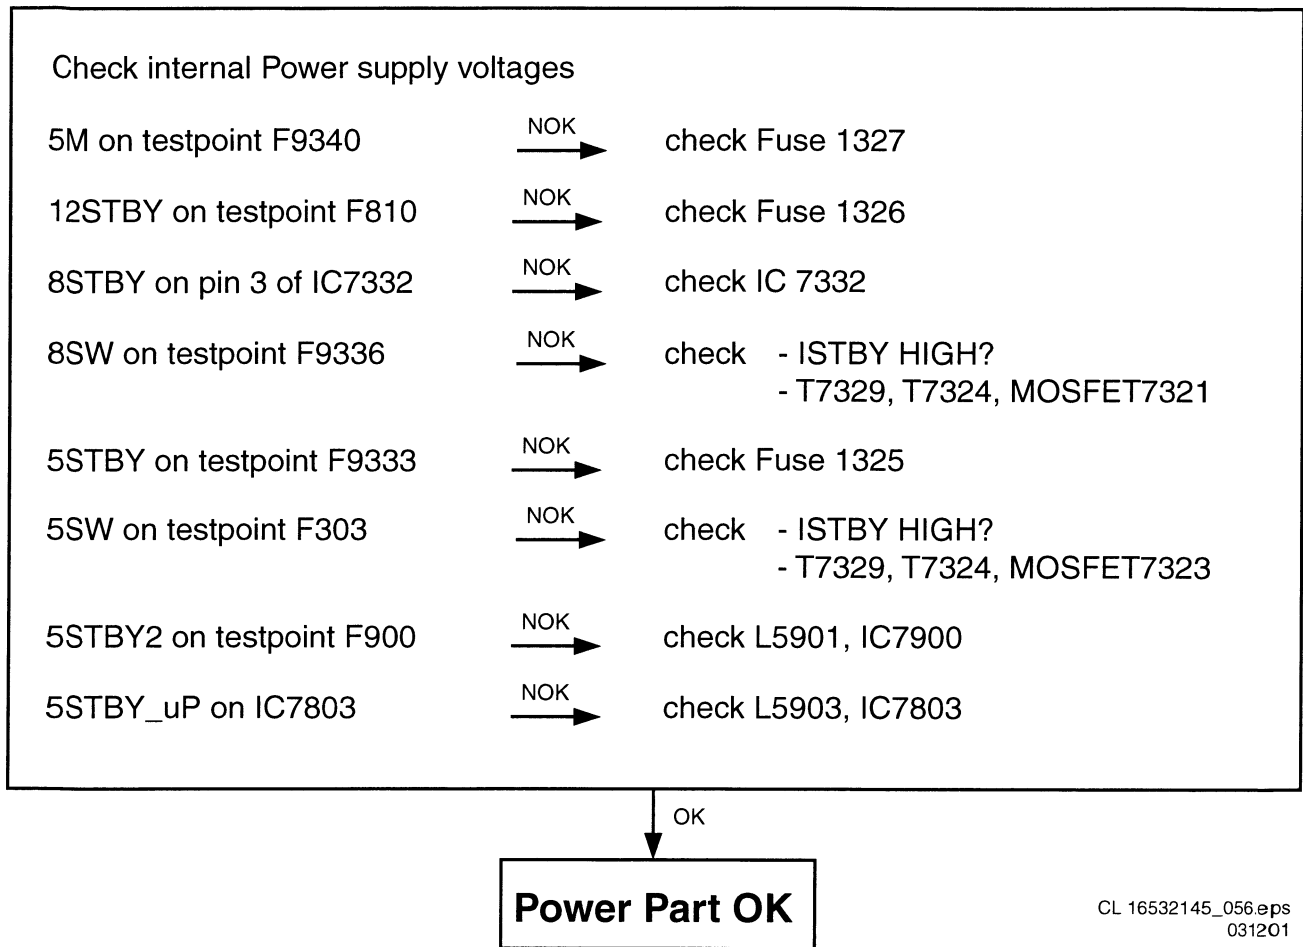 Check internal Power supply voltages
5M on testpoint F9340 NOK check Fuse 1327
12STBY on testpoint F810 NOK check Fuse 1326
8STBY on pin 3 of IC7332 NOK check IC 7332
8SW on testpoint F9336 NOK check - ISTBY HIGH?
- T7329, T7324, MOSFET7321
5STBY on testpoint F9333 NOK check Fuse 1325
5SW on testpoint F303 NOK check - ISTBY HIGH?
- T7329, T7324, MOSFET7323
5STBY2 on testpoint F900 NOK check L5901, IC7900
5STBY_uP on IC7803 NOK check L5903, IC7803
OK
Power Part OK
CL 16532145_056.eps
031201